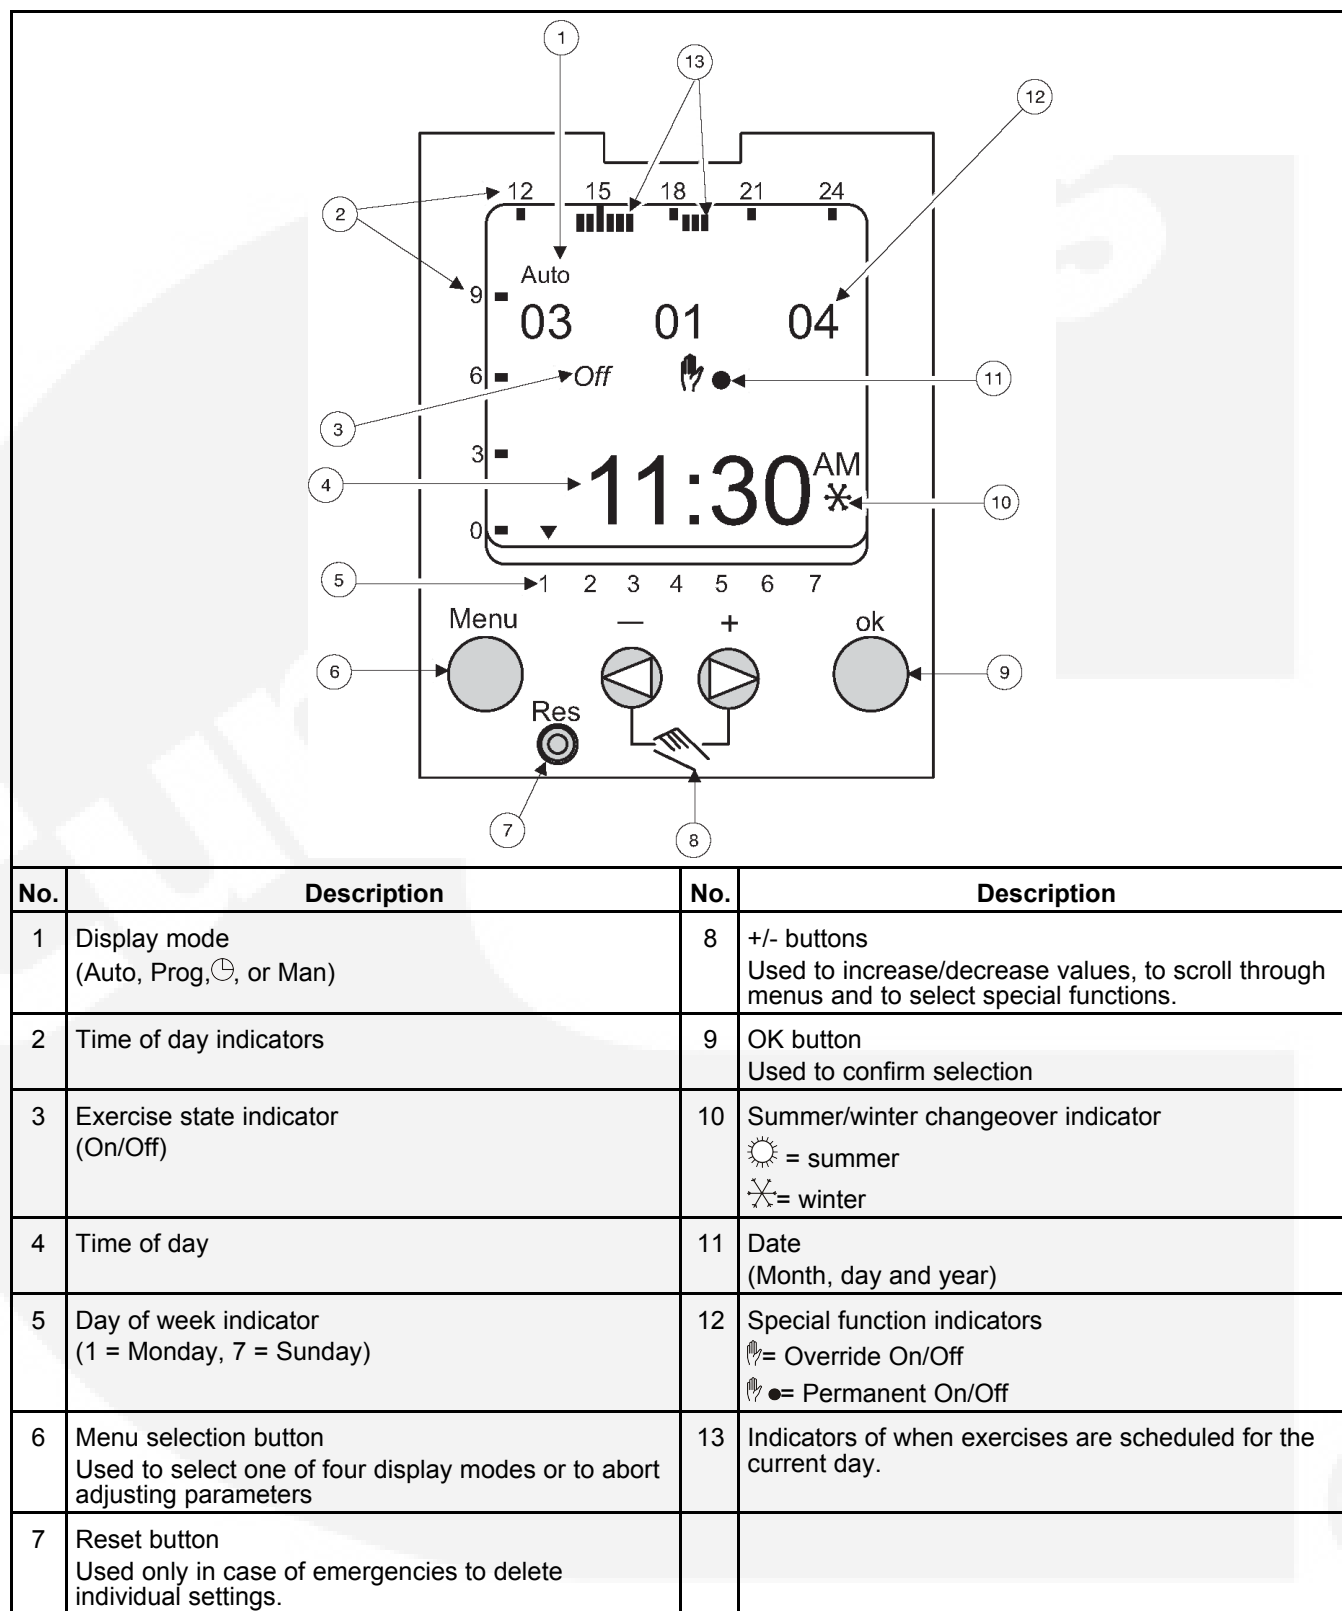 1
13
12
12 15 18 21 24
2
Auto
9
03 01 04
6
Off
11
3
3
AM
4
11:30
10
0
5
1 2 3 4 5 6 7
Menu — + ok
6
9
Res
7
8
No. Description No. Description
1 Display mode
(Auto, Prog, , or Man)
8 +/- buttons
Used to increase/decrease values, to scroll through
menus and to select special functions.
2 Time of day indicators
9 OK button
Used to confirm selection
3 Exercise state indicator
(On/Off)
10 Summer/winter changeover indicator
= summer
= winter
4 Time of day
11 Date
(Month, day and year)
5 Day of week indicator
(1 = Monday, 7 = Sunday)
12 Special function indicators
= Override On/Off
●= Permanent On/Off
6 Menu selection button
Used to select one of four display modes or to abort
adjusting parameters
13 Indicators of when exercises are scheduled for the
current day.
7 Reset button
Used only in case of emergencies to delete
individual settings.